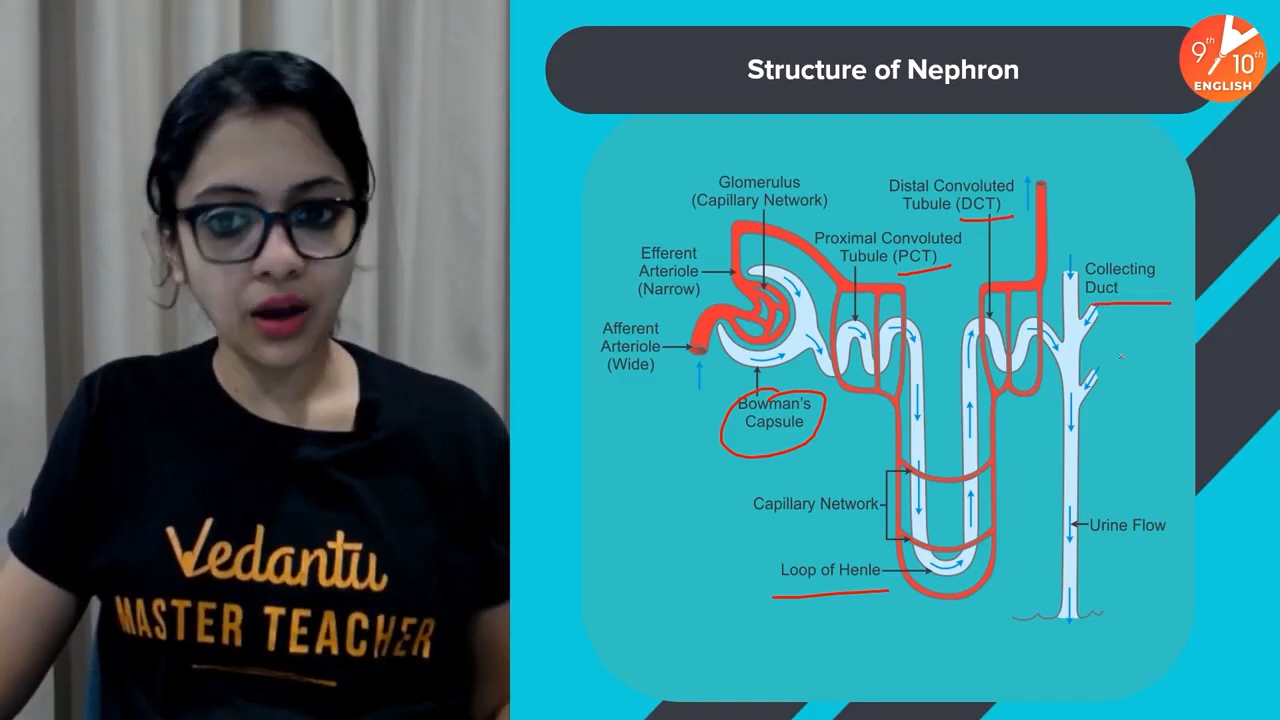 Structure of Nephron
9th
10th
ENGLISH
Glomerulus
(Capillary Network)
Distal Convoluted
Tubule (DCT)
Proximal Convoluted
Tubule (PCT)
Efferent
Arteriole
(Narrow)
Collecting
Duct
Afferent
Arteriole
(Wide)
Bowman's
Capsule
Capillary Network
Urine Flow
Loop of Henle
Vedantu
MASTER TEACHER